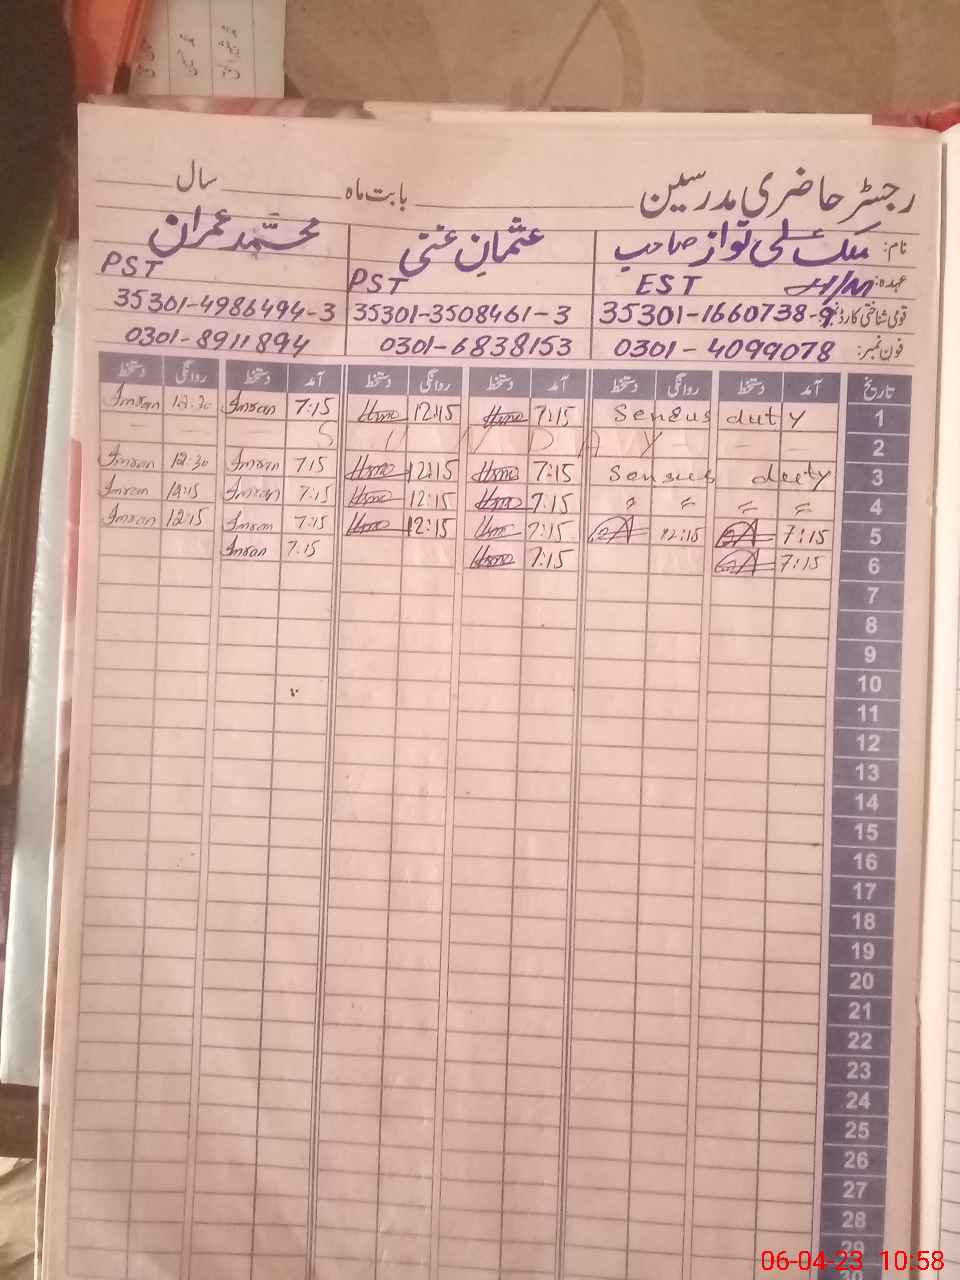 رجسٹر حاضری مدرسین بابت ماہ سال
نام: ملک علی نواز صاحب عثمان غنی محمد عمران
عہدہ: H/M EST PST PST
قومی شناختی کارڈ نمبر 35301-1660738-9 35301-3508461-3 35301-4986494-3
فون نمبر: 0301-4099078 0301-6838153 0301-8911894
تاریخ آمد دستخط روانگی دستخط آمد دستخط روانگی دستخط آمد دستخط روانگی دستخط
1 Sensus duty 7:15 12:15 7:15 Imran 12:30 Imran
2 — — S U N D A Y — — —
3 Sensus duety 7:15 12:15 7:15 Imran 12:30 Imran
4 〃 〃 〃 〃 7:15 12:15 7:15 Imran 12:15 Imran
5 7:15 12:15 7:15 12:15 7:15 Imran 12:15 Imran
6 7:15 7:15 7:15 Imran
7
8
9
10
11
12
13
14
15
16
17
18
19
20
21
22
23
24
25
26
27
28
29
06-04-23 10:58